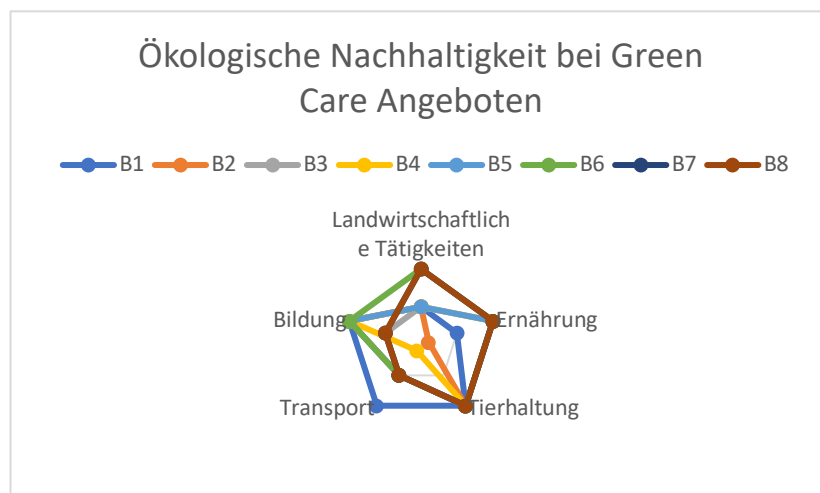 Ökologische Nachhaltigkeit bei Green
Care Angeboten
B1 B2 B3 B4 B5 B6 B7 B8
Landwirtschaftlich
e Tätigkeiten
Bildung
Ernährung
Transport
Tierhaltung